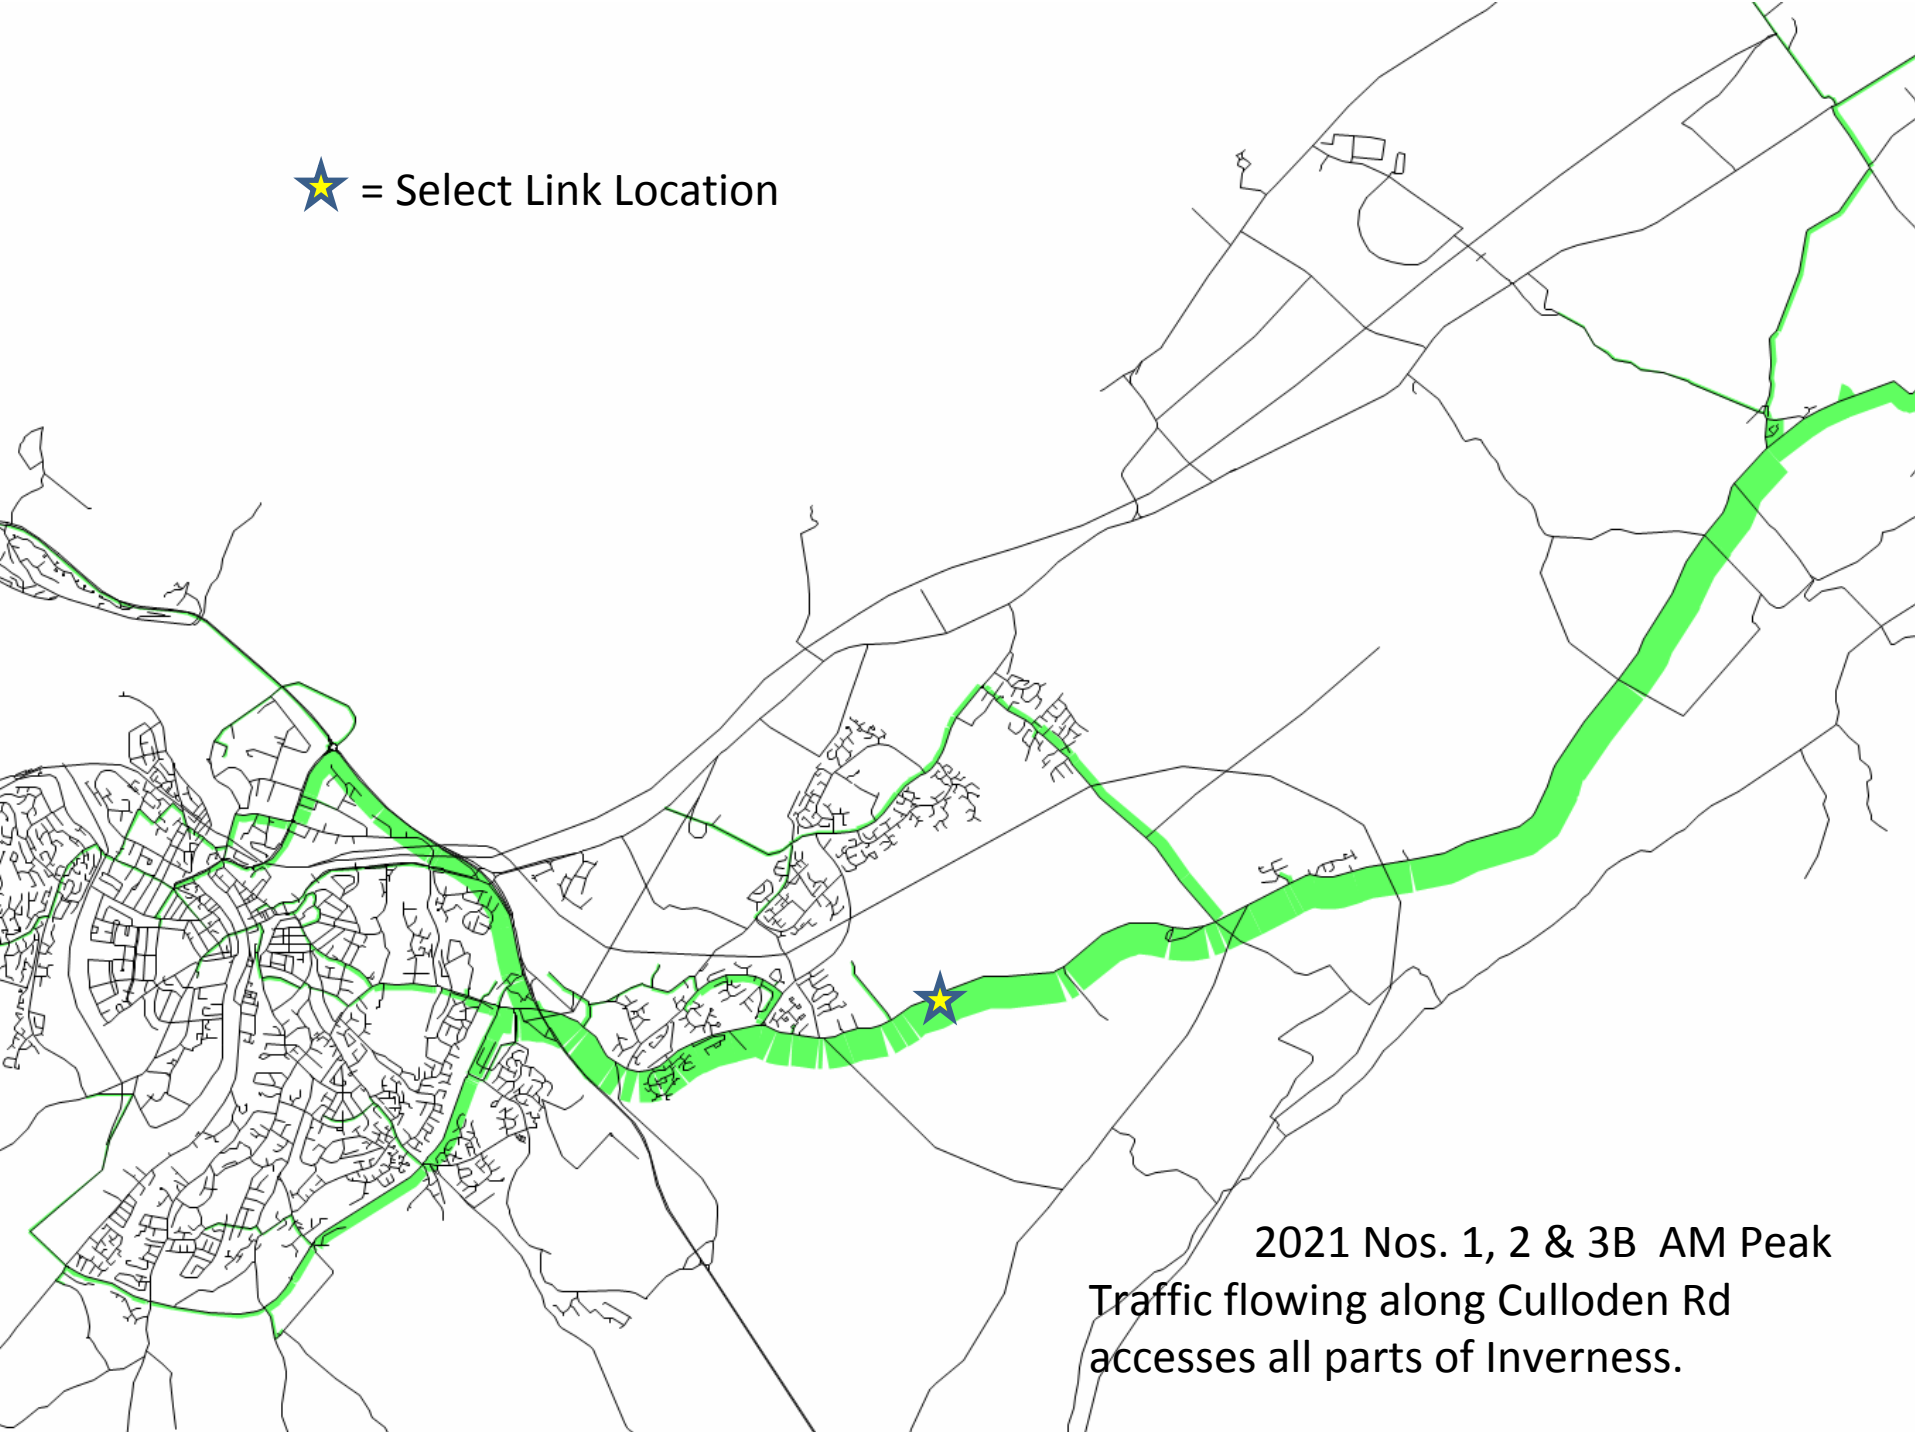 = Select Link Location
2021 Nos. 1, 2 & 3B AM Peak
Traffic flowing along Culloden Rd
accesses all parts of Inverness.